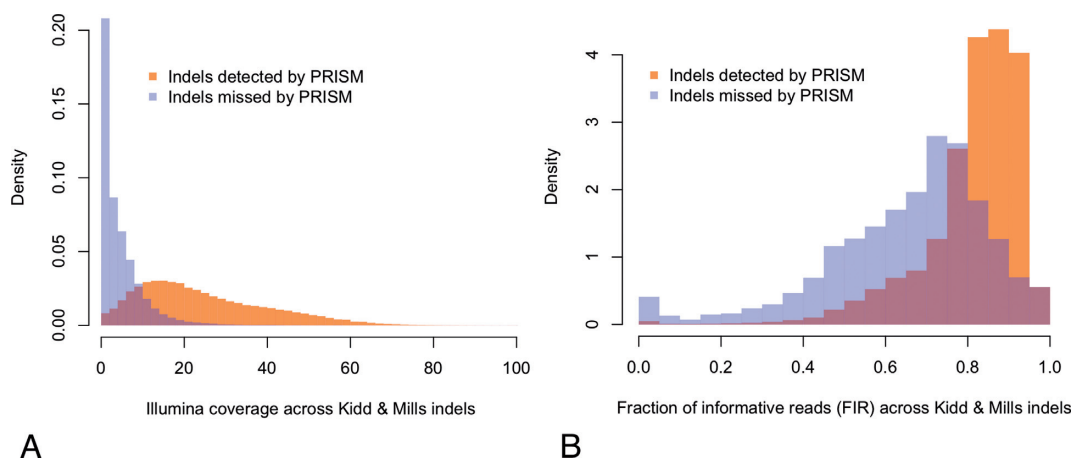 0.20
0.15
0.10
0.05
0.00
Density
Indels detected by PRISM
Indels missed by PRISM
0 20 40 60 80 100
Illumina coverage across Kidd & Mills indels
A
4
3
2
1
0
Density
Indels detected by PRISM
Indels missed by PRISM
0.0 0.2 0.4 0.6 0.8 1.0
Fraction of informative reads (FIR) across Kidd & Mills indels
B